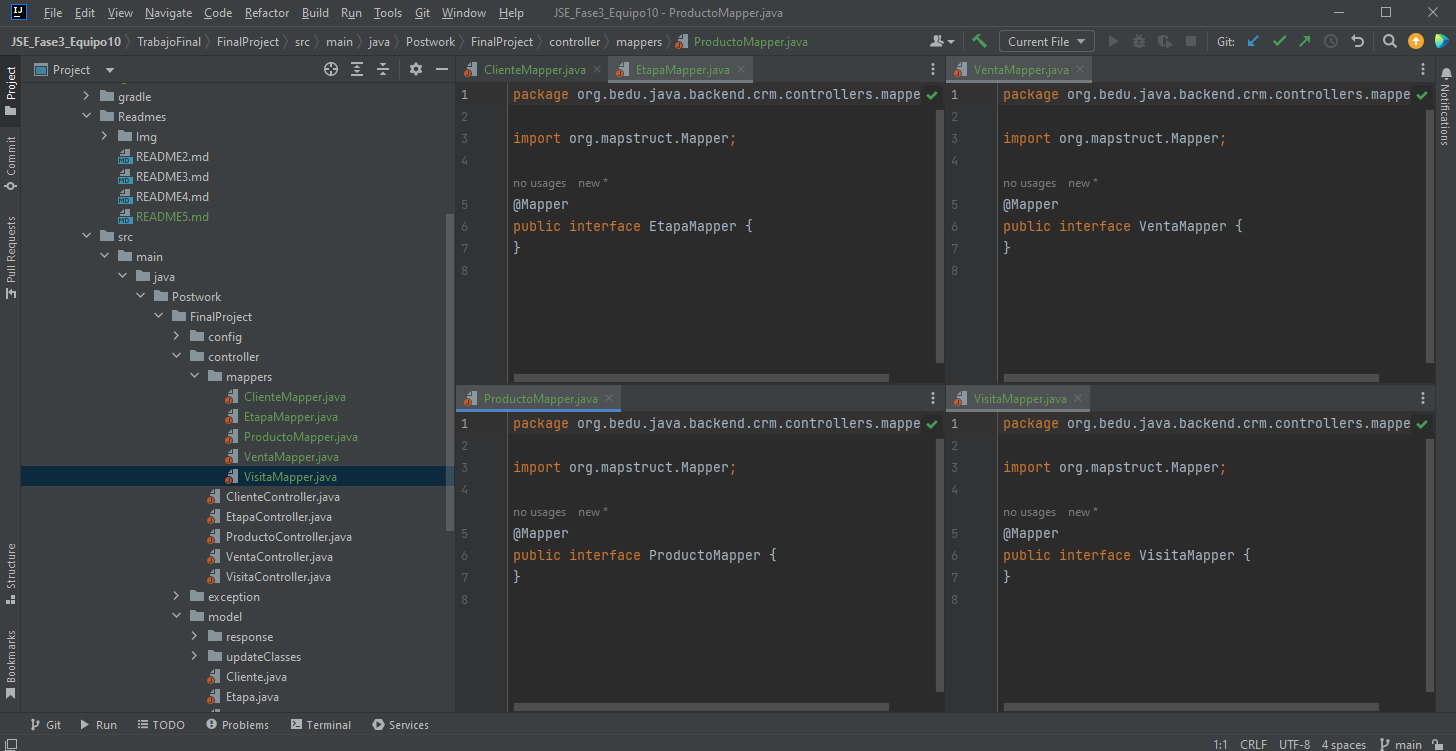 File Edit View Navigate Code Refactor Build Run Tools Git Window Help JSE_Fase3_Equipo10 - ProductoMapper.java
JSE_Fase3_Equipo10 TrabajoFinal FinalProject src main java Postwork FinalProject controller mappers ProductoMapper.java Current File Git:
Project
Commit
Pull Requests
Structure
Bookmarks
Project
gradle
Readmes
Img
README2.md
README3.md
README4.md
README5.md
src
main
java
Postwork
FinalProject
config
controller
mappers
ClienteMapper.java
EtapaMapper.java
ProductoMapper.java
VentaMapper.java
VisitaMapper.java
ClienteController.java
EtapaController.java
ProductoController.java
VentaController.java
VisitaController.java
exception
model
response
updateClasses
Cliente.java
Etapa.java
ClienteMapper.java EtapaMapper.java
1 package org.bedu.java.backend.crm.controllers.mappe
2
3 import org.mapstruct.Mapper;
4
no usages new *
5 @Mapper
6 public interface EtapaMapper {
7 }
8
VentaMapper.java
1 package org.bedu.java.backend.crm.controllers.mappe
2
3 import org.mapstruct.Mapper;
4
no usages new *
5 @Mapper
6 public interface VentaMapper {
7 }
8
ProductoMapper.java
1 package org.bedu.java.backend.crm.controllers.mappe
2
3 import org.mapstruct.Mapper;
4
no usages new *
5 @Mapper
6 public interface ProductoMapper {
7 }
8
VisitaMapper.java
1 package org.bedu.java.backend.crm.controllers.mappe
2
3 import org.mapstruct.Mapper;
4
no usages new *
5 @Mapper
6 public interface VisitaMapper {
7 }
8
Notifications
Git Run TODO Problems Terminal Services
1:1 CRLF UTF-8 4 spaces main